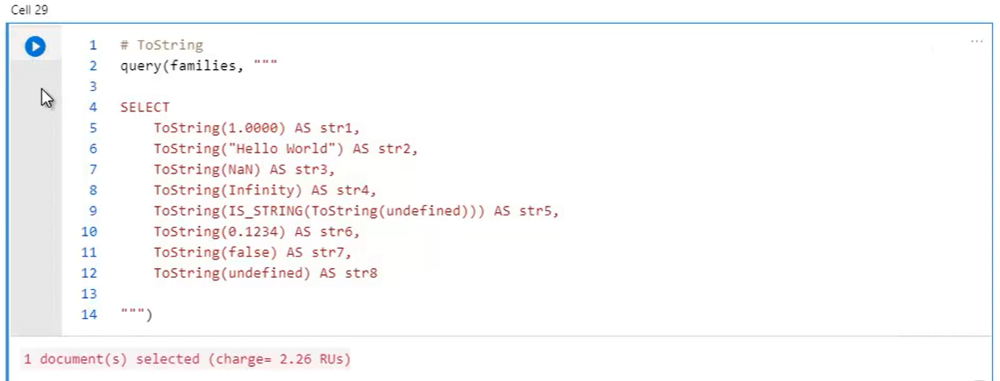 Cell 29
1 # ToString
2 query(families, """
3
4 SELECT
5 ToString(1.0000) AS str1,
6 ToString("Hello World") AS str2,
7 ToString(NaN) AS str3,
8 ToString(Infinity) AS str4,
9 ToString(IS_STRING(ToString(undefined))) AS str5,
10 ToString(0.1234) AS str6,
11 ToString(false) AS str7,
12 ToString(undefined) AS str8
13
14 """)
1 document(s) selected (charge= 2.26 RUs)